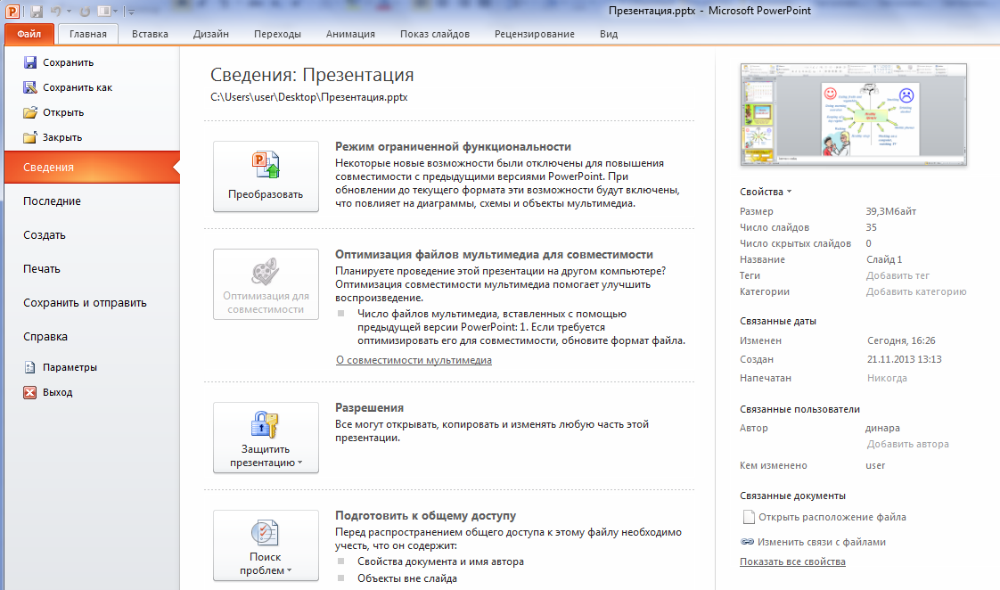 Презентация.pptx - Microsoft PowerPoint
Файл Главная Вставка Дизайн Переходы Анимация Показ слайдов Рецензирование Вид
Сохранить
Сохранить как
Открыть
Закрыть
Сведения
Последние
Создать
Печать
Сохранить и отправить
Справка
Параметры
Выход
Сведения: Презентация
C:\Users\user\Desktop\Презентация.pptx
Преобразовать
Режим ограниченной функциональности
Некоторые новые возможности были отключены для повышения
совместимости с предыдущими версиями PowerPoint. При
обновлении до текущего формата эти возможности будут включены,
что повлияет на диаграммы, схемы и объекты мультимедиа.
Оптимизация для
совместимости
Оптимизация файлов мультимедиа для совместимости
Планируете проведение этой презентации на другом компьютере?
Оптимизация совместимости мультимедиа помогает улучшить
воспроизведение.
Число файлов мультимедиа, вставленных с помощью
предыдущей версии PowerPoint: 1. Если требуется
оптимизировать его для совместимости, обновите формат файла.
О совместимости мультимедиа
Защитить
презентацию
Разрешения
Все могут открывать, копировать и изменять любую часть этой
презентации.
Поиск
проблем
Подготовить к общему доступу
Перед распространением общего доступа к этому файлу необходимо
учесть, что он содержит:
Свойства документа и имя автора
Объекты вне слайда
Свойства
Размер 39,3Мбайт
Число слайдов 35
Число скрытых слайдов 0
Название Слайд 1
Теги Добавить тег
Категории Добавить категорию
Связанные даты
Изменен Сегодня, 16:26
Создан 21.11.2013 13:13
Напечатан Никогда
Связанные пользователи
Автор динара
Добавить автора
Кем изменено user
Связанные документы
Открыть расположение файла
Изменить связи с файлами
Показать все свойства